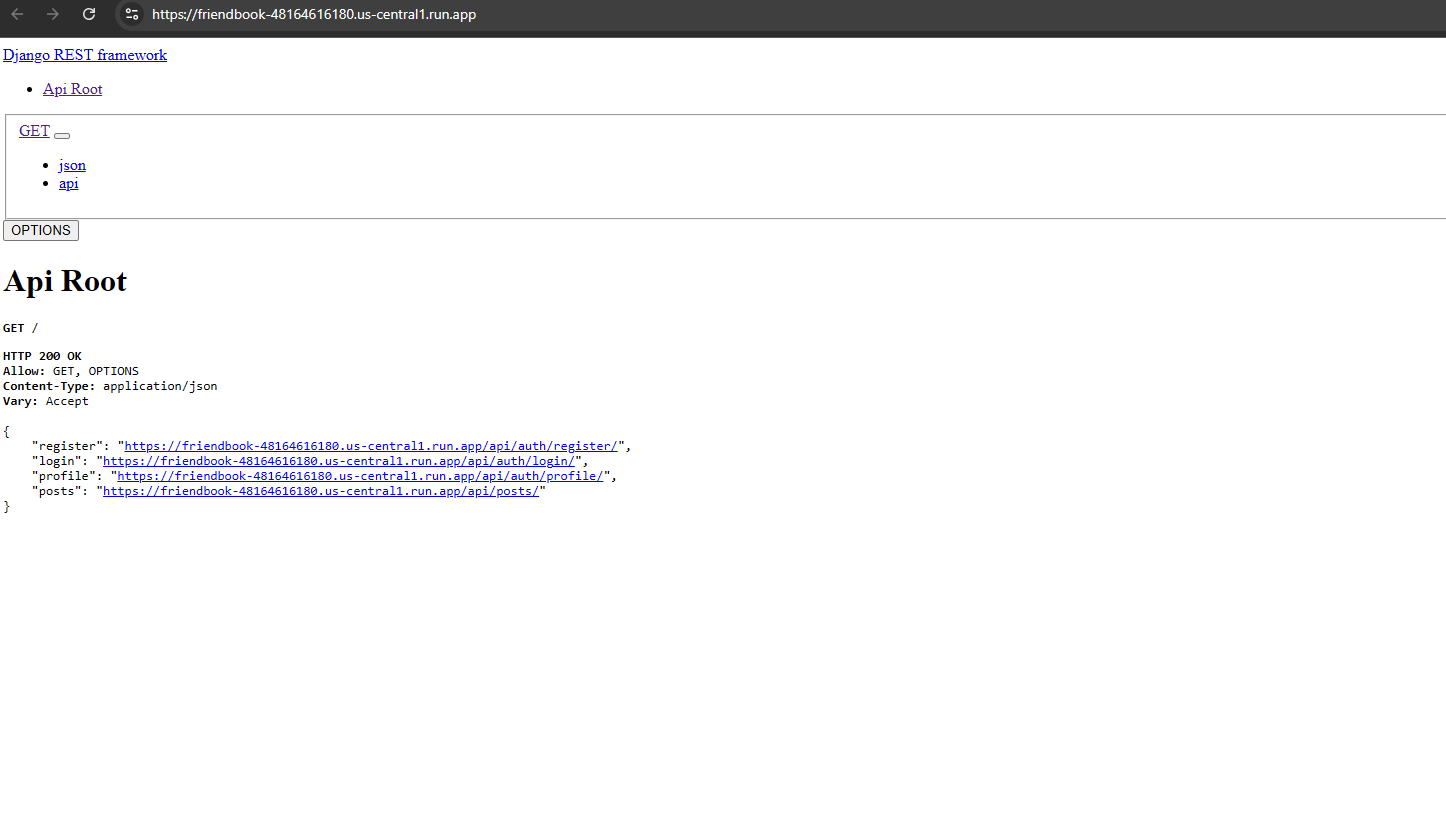 https://friendbook-48164616180.us-central1.run.app
Django REST framework
Api Root
GET
json
api
OPTIONS
Api Root
GET /
HTTP 200 OK
Allow: GET, OPTIONS
Content-Type: application/json
Vary: Accept
{
    "register": "https://friendbook-48164616180.us-central1.run.app/api/auth/register/",
    "login": "https://friendbook-48164616180.us-central1.run.app/api/auth/login/",
    "profile": "https://friendbook-48164616180.us-central1.run.app/api/auth/profile/",
    "posts": "https://friendbook-48164616180.us-central1.run.app/api/posts/"
}